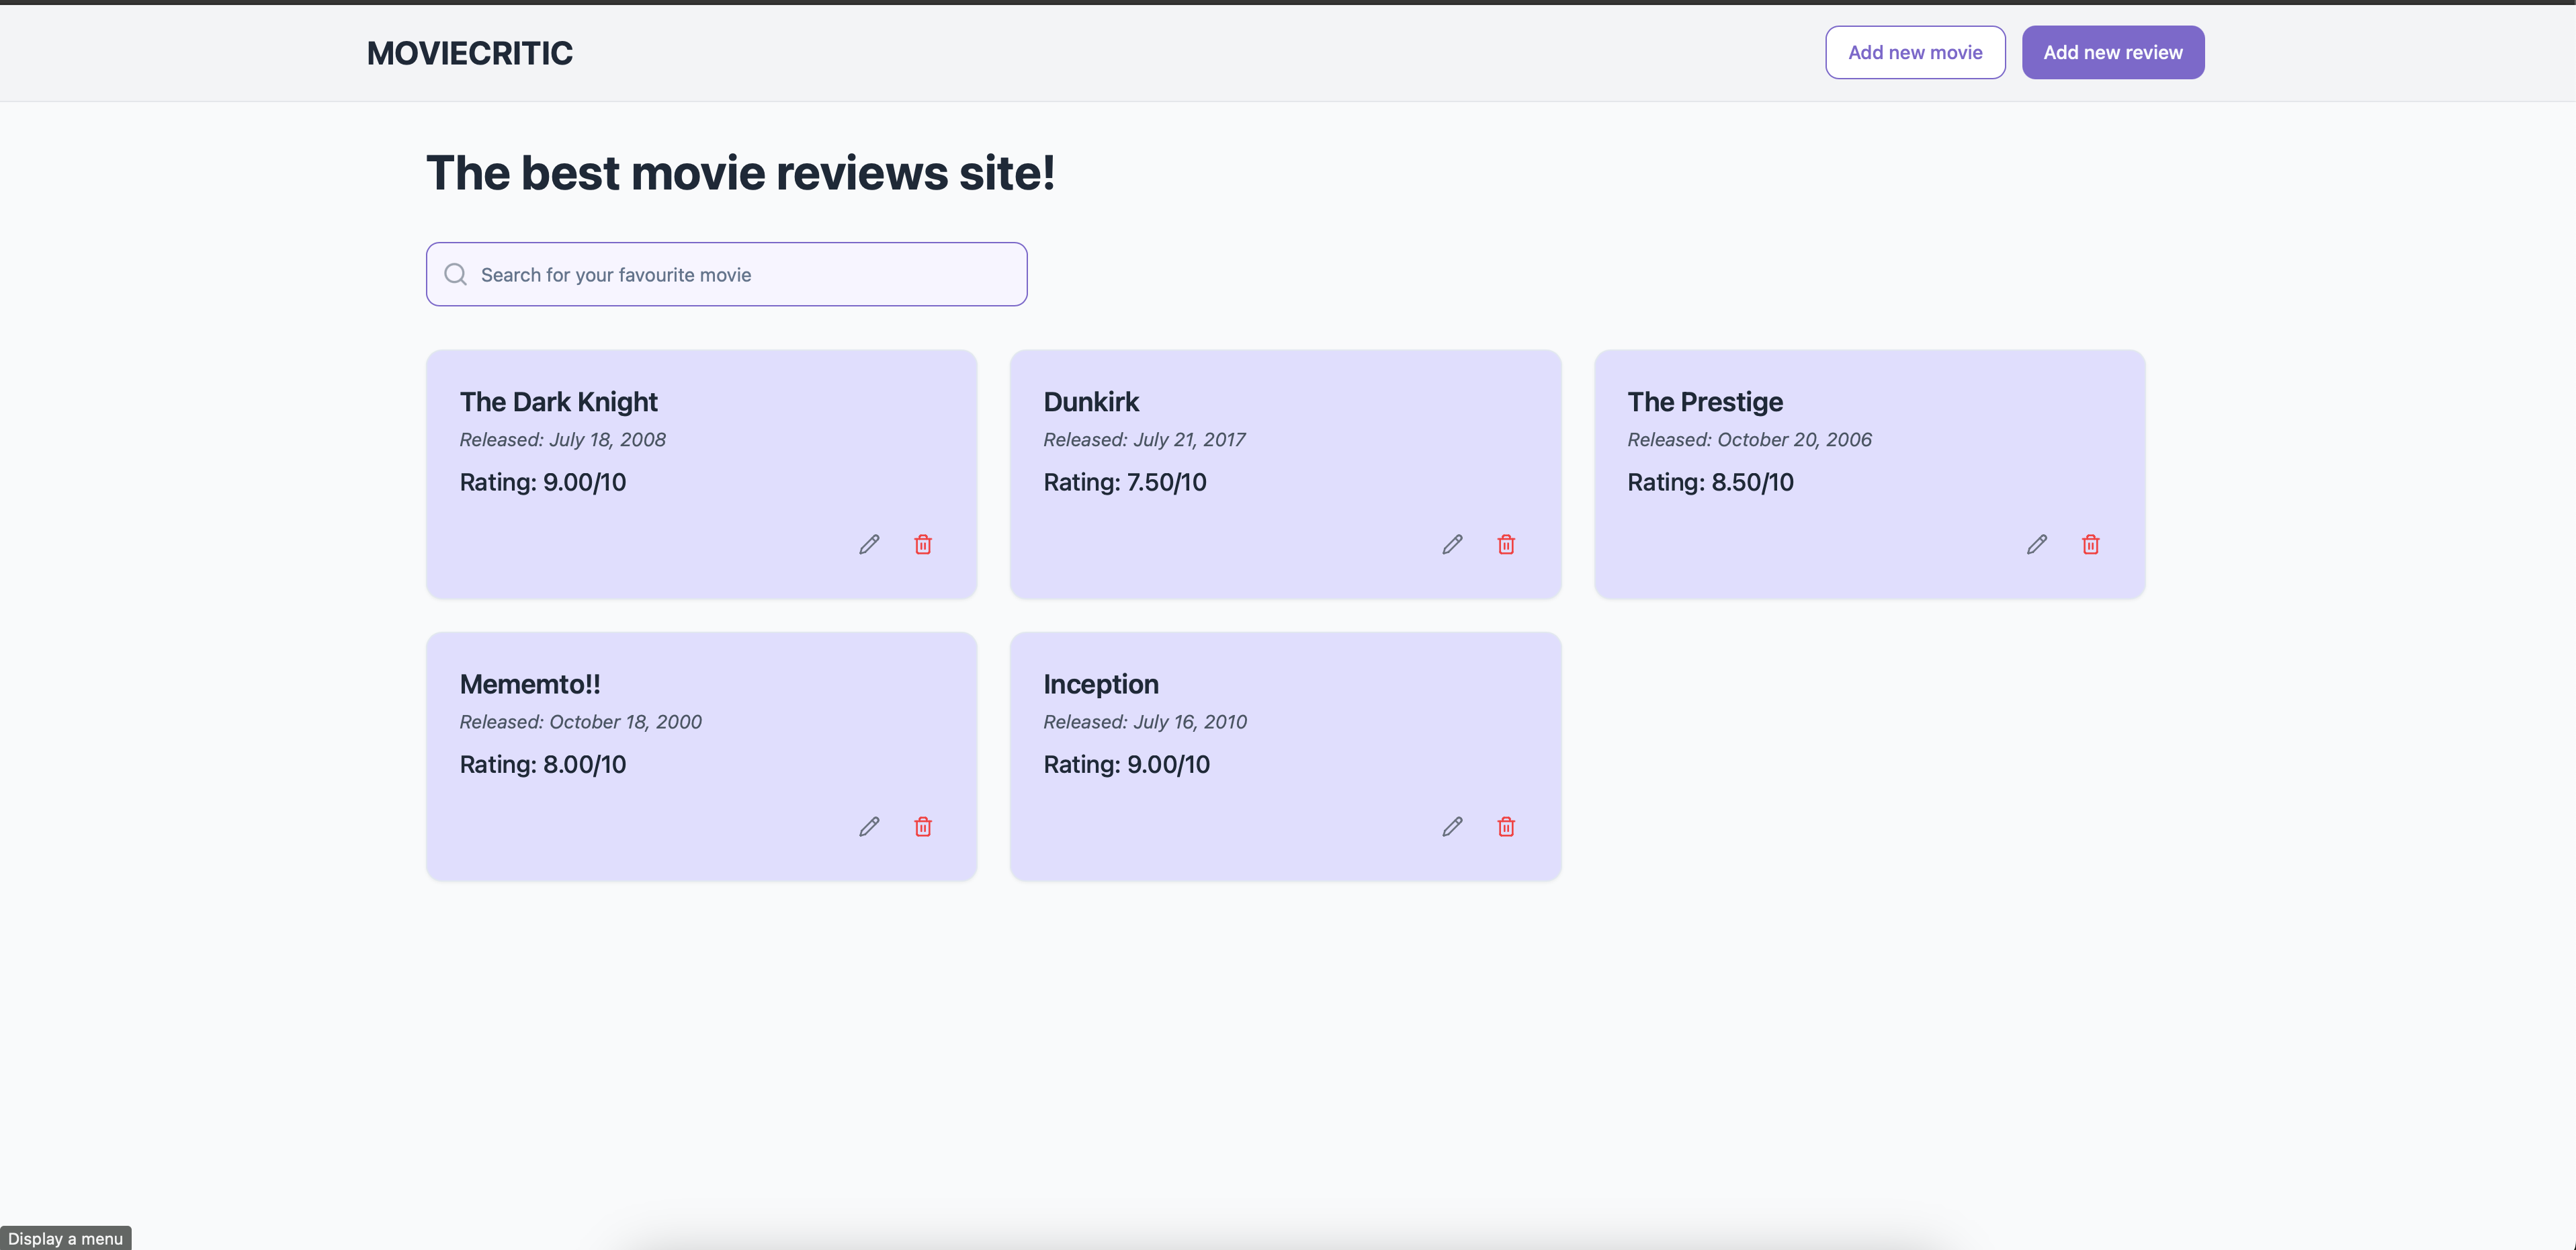 MOVIECRITIC
Add new movie
Add new review
The best movie reviews site!
Search for your favourite movie
The Dark Knight
Released: July 18, 2008
Rating: 9.00/10
Dunkirk
Released: July 21, 2017
Rating: 7.50/10
The Prestige
Released: October 20, 2006
Rating: 8.50/10
Mememto!!
Released: October 18, 2000
Rating: 8.00/10
Inception
Released: July 16, 2010
Rating: 9.00/10
Display a menu